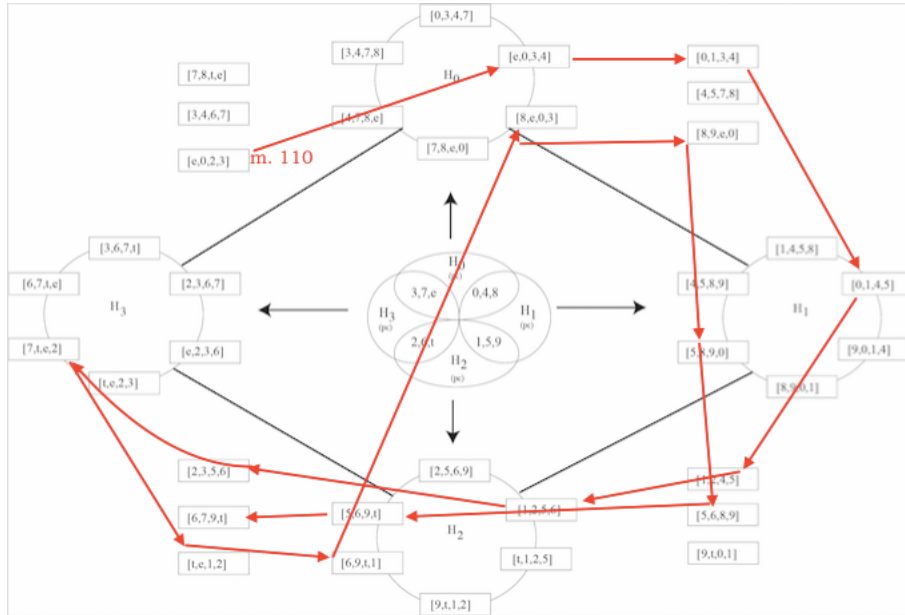 [0,3,4,7]
[3,4,7,8]
[e,0,3,4]
[0,1,3,4]
[7,8,t,e]
H0
[4,5,7,8]
[3,4,6,7]
[4,7,8,e]
[8,e,0,3]
[8,9,e,0]
[e,0,2,3]
m. 110
[7,8,e,0]
[3,6,7,t]
[1,4,5,8]
[6,7,t,e]
[2,3,6,7]
H0
(pc)
[4,5,8,9]
[0,1,4,5]
H3
3,7,e
0,4,8
H1
H3
(pc)
H1
(pc)
[7,t,e,2]
[e,2,3,6]
2,6,t
1,5,9
[5,8,9,0]
[9,0,1,4]
H2
(pc)
[t,e,2,3]
[8,9,0,1]
[2,3,5,6]
[2,5,6,9]
[1,2,4,5]
[6,7,9,t]
[5,6,9,t]
[1,2,5,6]
[5,6,8,9]
H2
[t,e,1,2]
[6,9,t,1]
[t,1,2,5]
[9,t,0,1]
[9,t,1,2]